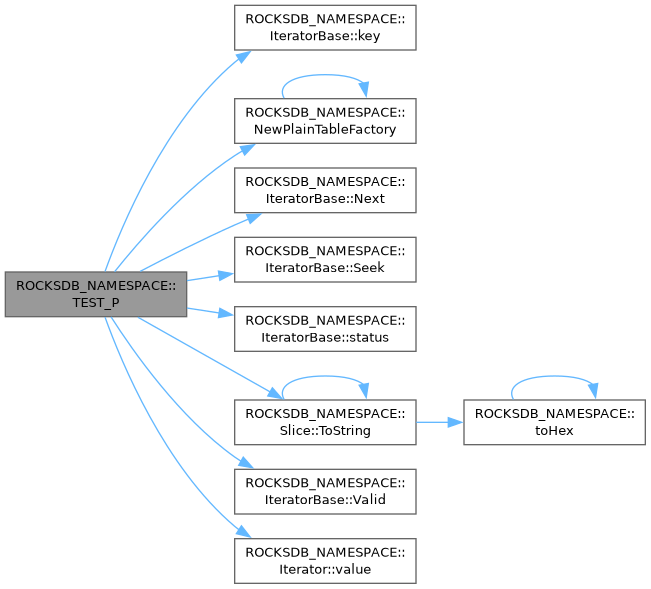 ROCKSDB_NAMESPACE::
IteratorBase::key
ROCKSDB_NAMESPACE::
NewPlainTableFactory
ROCKSDB_NAMESPACE::
IteratorBase::Next
ROCKSDB_NAMESPACE::
IteratorBase::Seek
ROCKSDB_NAMESPACE::
TEST_P
ROCKSDB_NAMESPACE::
IteratorBase::status
ROCKSDB_NAMESPACE::
Slice::ToString
ROCKSDB_NAMESPACE::
toHex
ROCKSDB_NAMESPACE::
IteratorBase::Valid
ROCKSDB_NAMESPACE::
Iterator::value